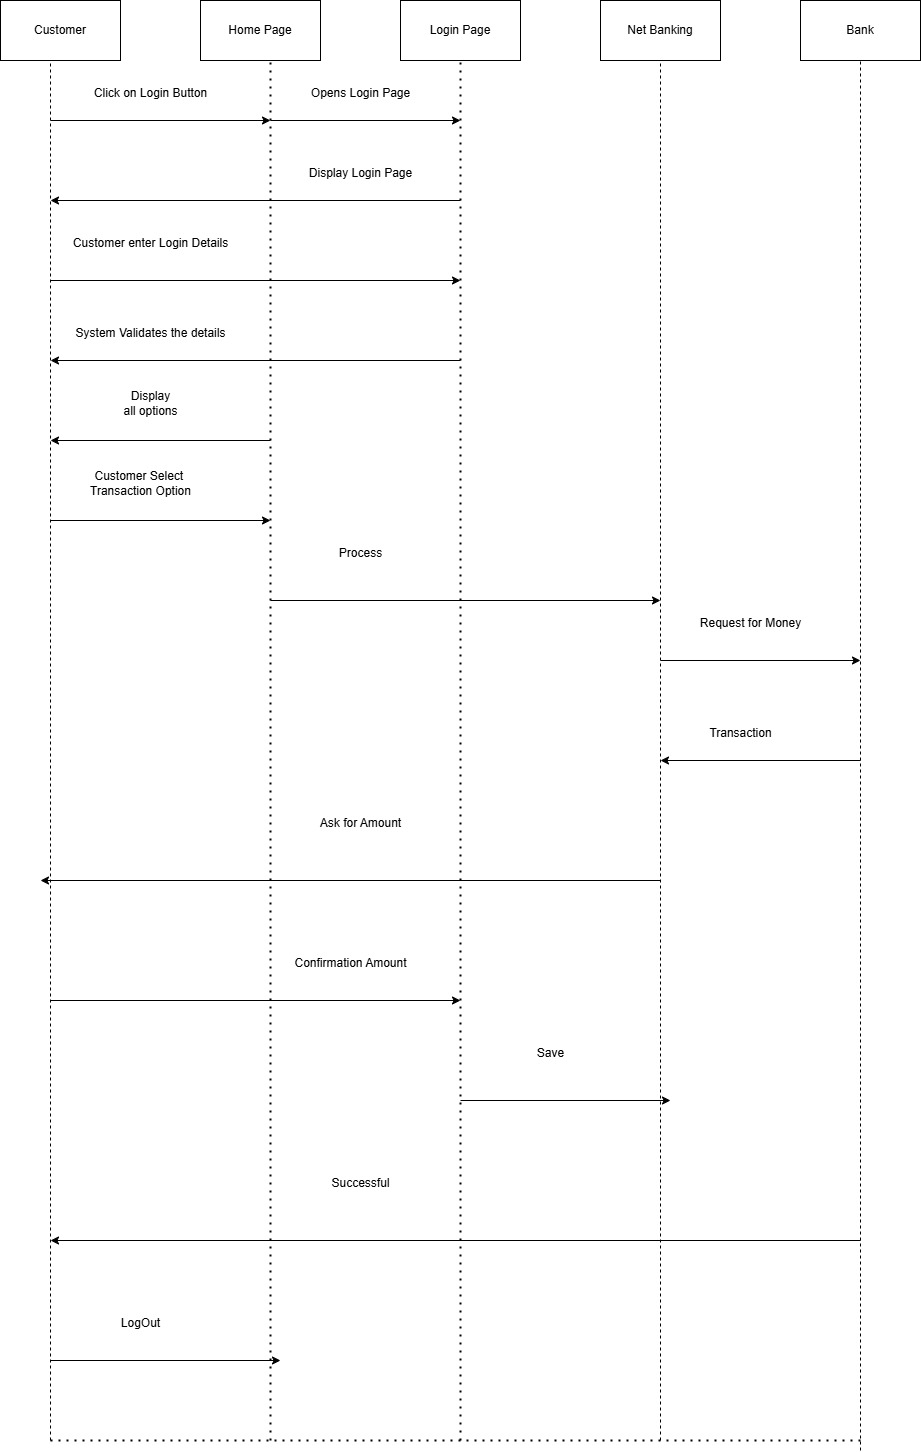 Customer
Home Page
Login Page
Net Banking
Bank
Click on Login Button
Opens Login Page
Display Login Page
Customer enter Login Details
System Validates the details
Display
all options
Customer Select
Transaction Option
Process
Request for Money
Transaction
Ask for Amount
Confirmation Amount
Save
Successful
LogOut